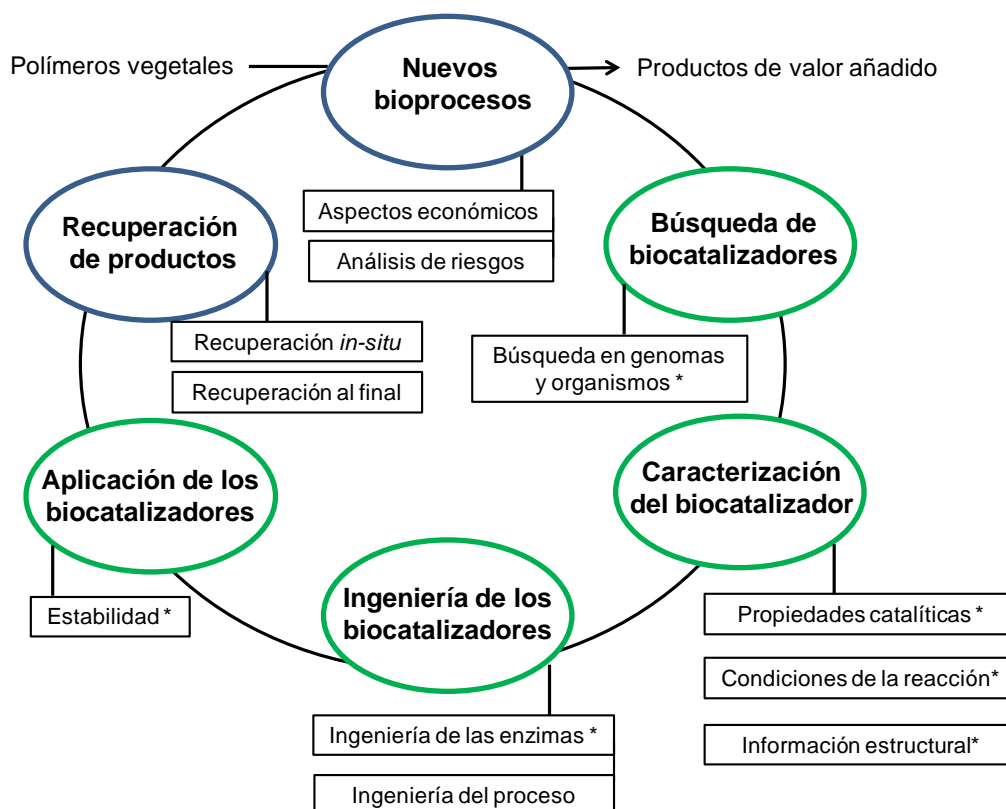 Polímeros vegetales
Nuevos
bioprocesos
Productos de valor añadido
Aspectos económicos
Análisis de riesgos
Recuperación
de productos
Búsqueda de
biocatalizadores
Recuperación in-situ
Recuperación al final
Búsqueda en genomas
y organismos *
Aplicación de los
biocatalizadores
Caracterización
del biocatalizador
Estabilidad *
Ingeniería de los
biocatalizadores
Propiedades catalíticas *
Condiciones de la reacción*
Información estructural*
Ingeniería de las enzimas *
Ingeniería del proceso